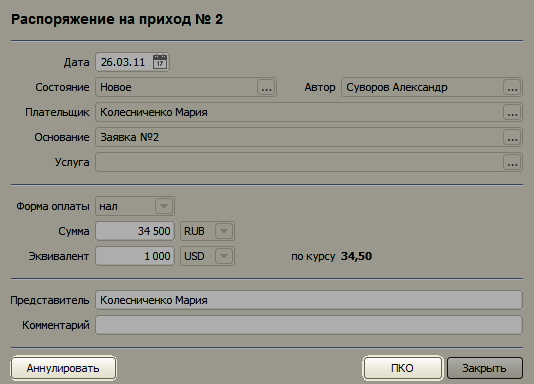 Распоряжение на приход № 2
Дата 26.03.11 17
Состояние Новое ... Автор Суворов Александр ...
Плательщик Колесниченко Мария ...
Основание Заявка №2 ...
Услуга ...
Форма оплаты нал
Сумма 34 500 RUB
Эквивалент 1 000 USD по курсу 34,50
Представитель Колесниченко Мария
Комментарий
Аннулировать ПКО Закрыть